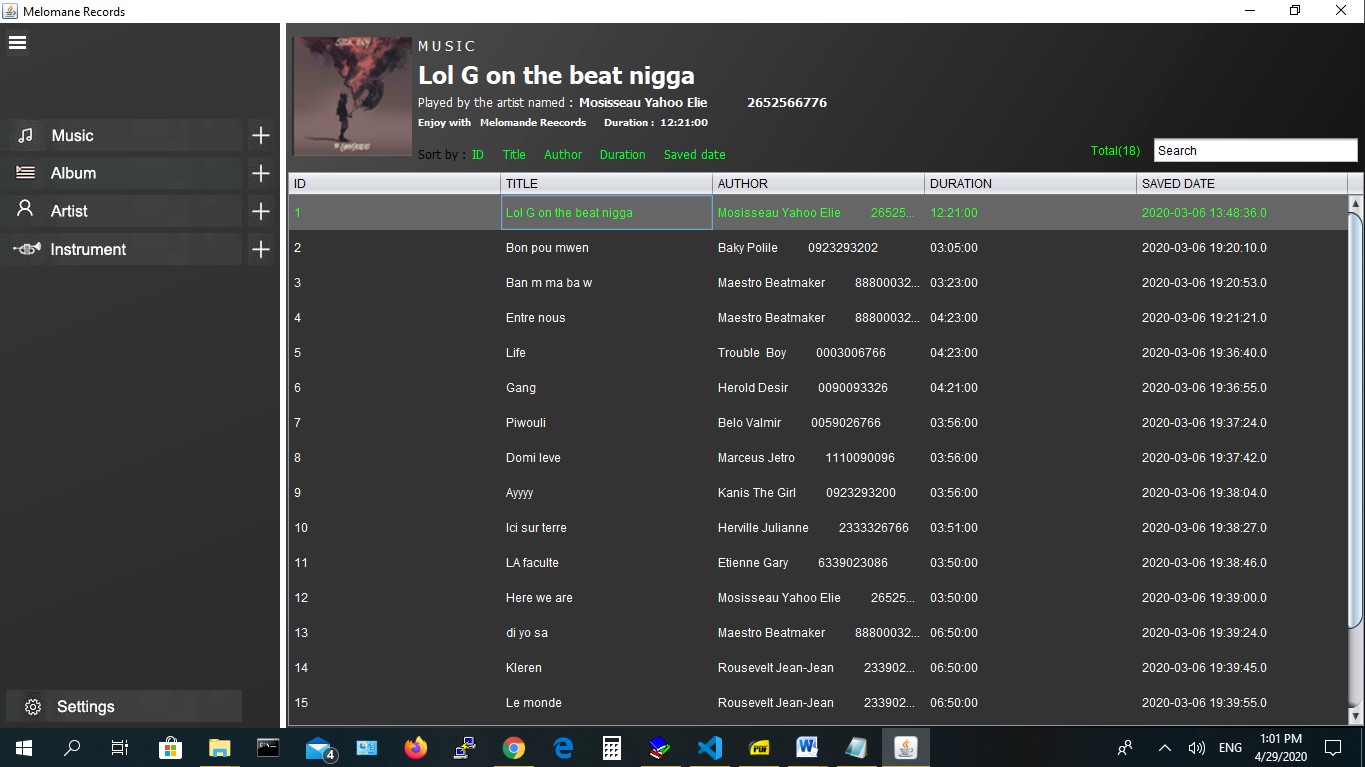 Melomane Records
MUSIC
Lol G on the beat nigga
Played by the artist named : Mosisseau Yahoo Elie 2652566776
Enjoy with Melomande Reecords Duration : 12:21:00
Sort by : ID Title Author Duration Saved date
Total(18) Search
Music +
Album +
Artist +
Instrument +
Settings
ID TITLE AUTHOR DURATION SAVED DATE
1 Lol G on the beat nigga Mosisseau Yahoo Elie 26525... 12:21:00 2020-03-06 13:48:36.0
2 Bon pou mwen Baky Polile 0923293202 03:05:00 2020-03-06 19:20:10.0
3 Ban m ma ba w Maestro Beatmaker 88800032... 03:23:00 2020-03-06 19:20:53.0
4 Entre nous Maestro Beatmaker 88800032... 04:23:00 2020-03-06 19:21:21.0
5 Life Trouble Boy 0003006766 04:23:00 2020-03-06 19:36:40.0
6 Gang Herold Desir 0090093326 04:21:00 2020-03-06 19:36:55.0
7 Piwouli Belo Valmir 0059026766 03:56:00 2020-03-06 19:37:24.0
8 Domi leve Marceus Jetro 1110090096 03:56:00 2020-03-06 19:37:42.0
9 Ayyyy Kanis The Girl 0923293200 03:56:00 2020-03-06 19:38:04.0
10 Ici sur terre Herville Julianne 2333326766 03:51:00 2020-03-06 19:38:27.0
11 LA faculte Etienne Gary 6339023086 03:50:00 2020-03-06 19:38:46.0
12 Here we are Mosisseau Yahoo Elie 26525... 03:50:00 2020-03-06 19:39:00.0
13 di yo sa Maestro Beatmaker 88800032... 06:50:00 2020-03-06 19:39:24.0
14 Kleren Rousevelt Jean-Jean 233902... 06:50:00 2020-03-06 19:39:45.0
15 Le monde Rousevelt Jean-Jean 233902... 06:50:00 2020-03-06 19:39:55.0
4
PDF
ENG
1:01 PM
4/29/2020